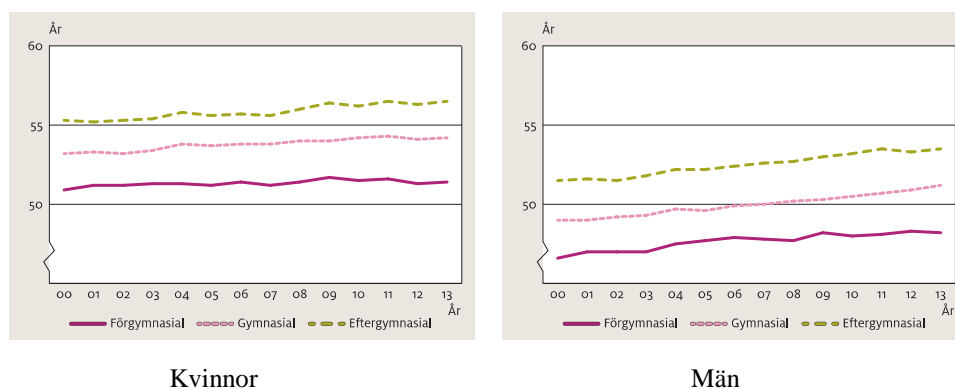 År
60
55
50
00 01 02 03 04 05 06 07 08 09 10 11 12 13
År
Förgymnasial Gymnasial Eftergymnasial
Kvinnor
År
60
55
50
00 01 02 03 04 05 06 07 08 09 10 11 12 13
År
Förgymnasial Gymnasial Eftergymnasial
Män